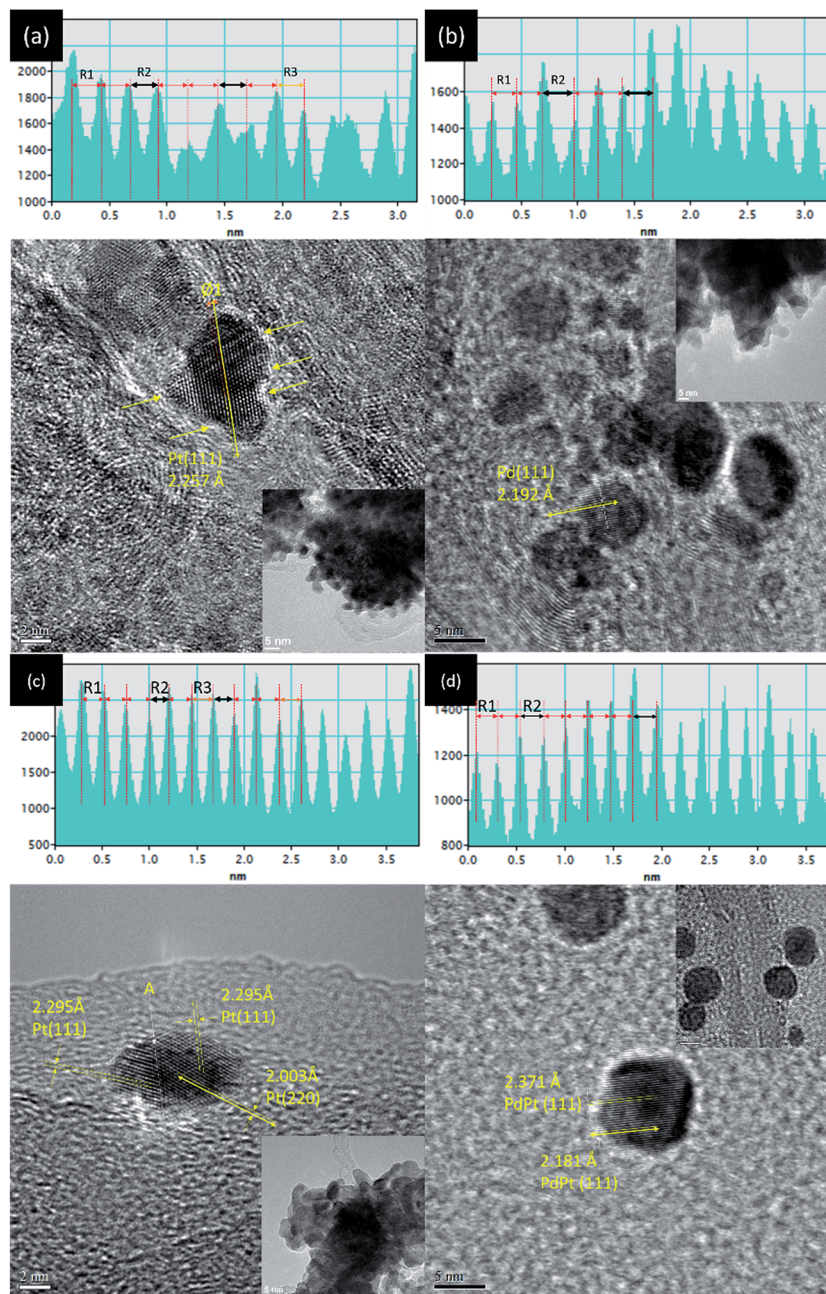 (a)
R1 R2 R3
2000
1800
1600
1400
1200
1000
0.0 0.5 1.0 1.5 2.0 2.5 3.0
nm
(b)
R1 R2
1600
1400
1200
1000
0.0 0.5 1.0 1.5 2.0 2.5 3.0
nm
Ø1
Pt(111)
2.257 Å
2 nm
5 nm
5 nm
Pd(111)
2.192 Å
5 nm
(c)
R1 R2 R3
2500
2000
1500
1000
500
0.0 0.5 1.0 1.5 2.0 2.5 3.0 3.5
nm
(d)
R1 R2
1400
1200
1000
800
0.0 0.5 1.0 1.5 2.0 2.5 3.0 3.5
nm
A
2.295Å
Pt(111)
2.295Å
Pt(111)
2.003Å
Pt(220)
2 nm
5 nm
2.371 Å
PdPt (111)
2.181 Å
PdPt (111)
5 nm